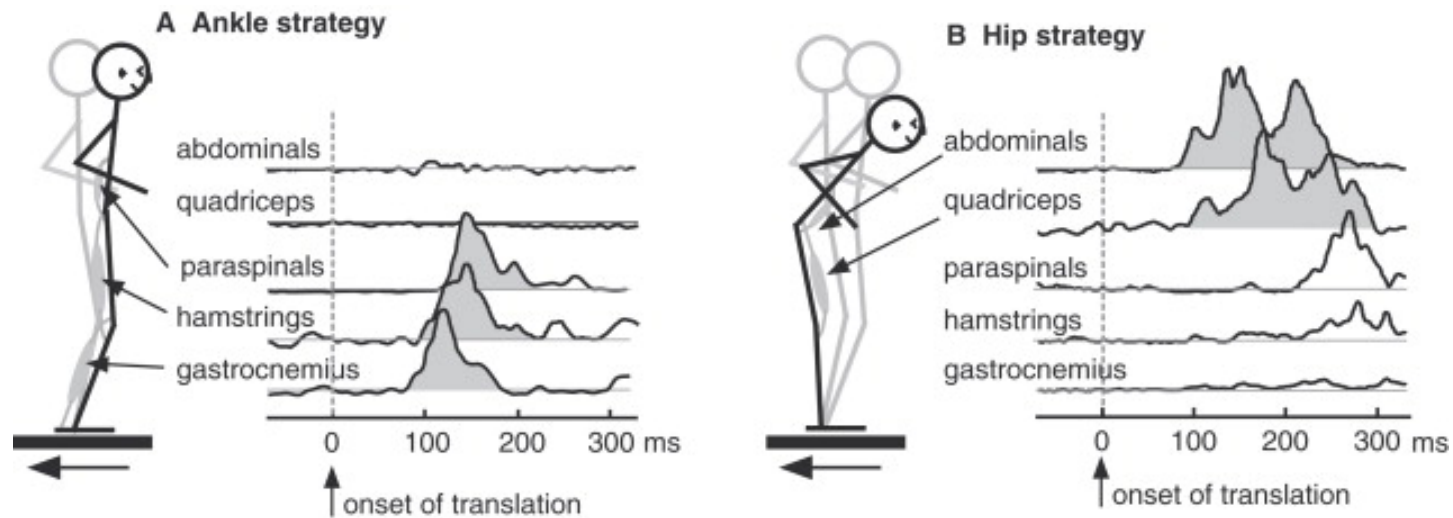 A Ankle strategy
abdominals
quadriceps
paraspinals
hamstrings
gastrocnemius
0 100 200 300 ms
onset of translation
B Hip strategy
abdominals
quadriceps
paraspinals
hamstrings
gastrocnemius
0 100 200 300 ms
onset of translation